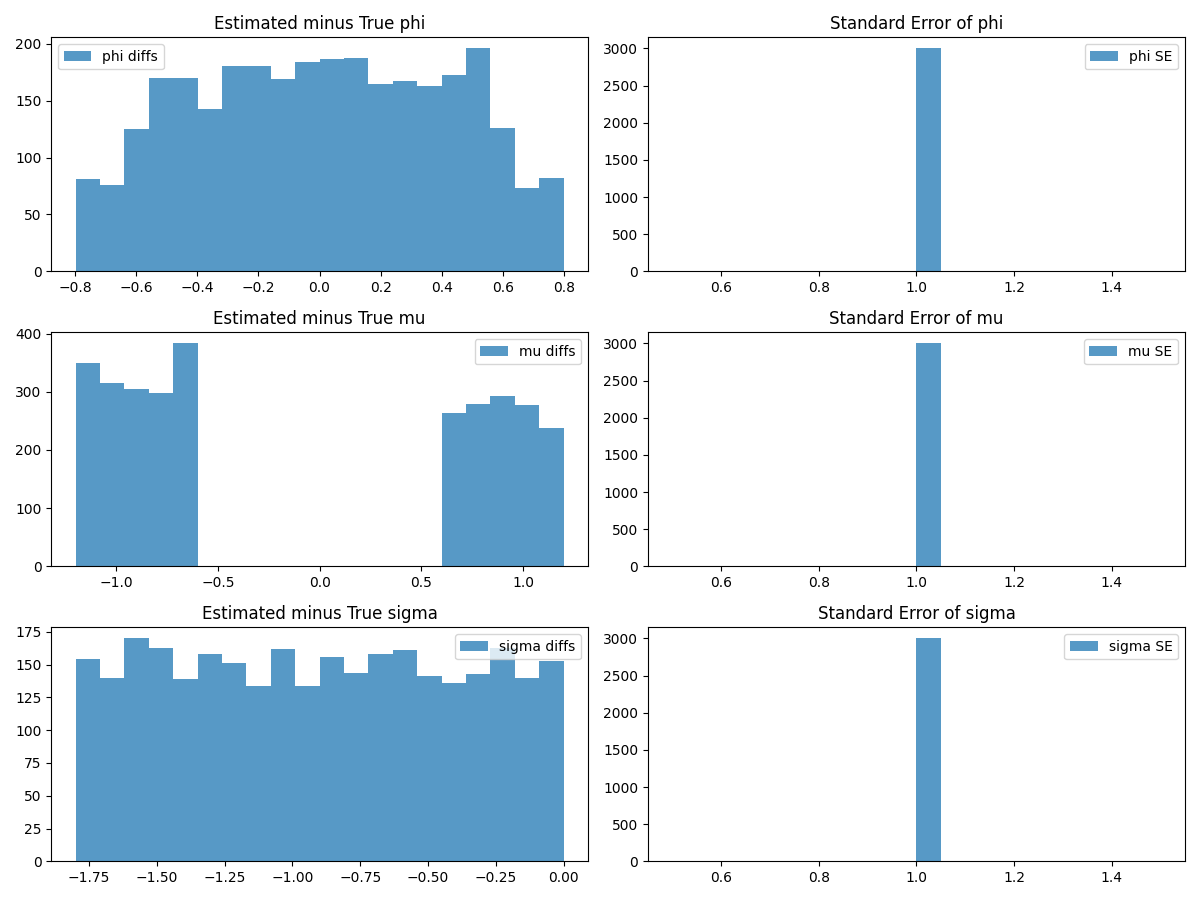 Estimated minus True phi
phi diffs
200
150
100
50
0
−0.8 −0.6 −0.4 −0.2 0.0 0.2 0.4 0.6 0.8
Standard Error of phi
phi SE
3000
2500
2000
1500
1000
500
0
0.6 0.8 1.0 1.2 1.4
Estimated minus True mu
mu diffs
400
300
200
100
0
−1.0 −0.5 0.0 0.5 1.0
Standard Error of mu
mu SE
3000
2500
2000
1500
1000
500
0
0.6 0.8 1.0 1.2 1.4
Estimated minus True sigma
sigma diffs
175
150
125
100
75
50
25
0
−1.75 −1.50 −1.25 −1.00 −0.75 −0.50 −0.25 0.00
Standard Error of sigma
sigma SE
3000
2500
2000
1500
1000
500
0
0.6 0.8 1.0 1.2 1.4